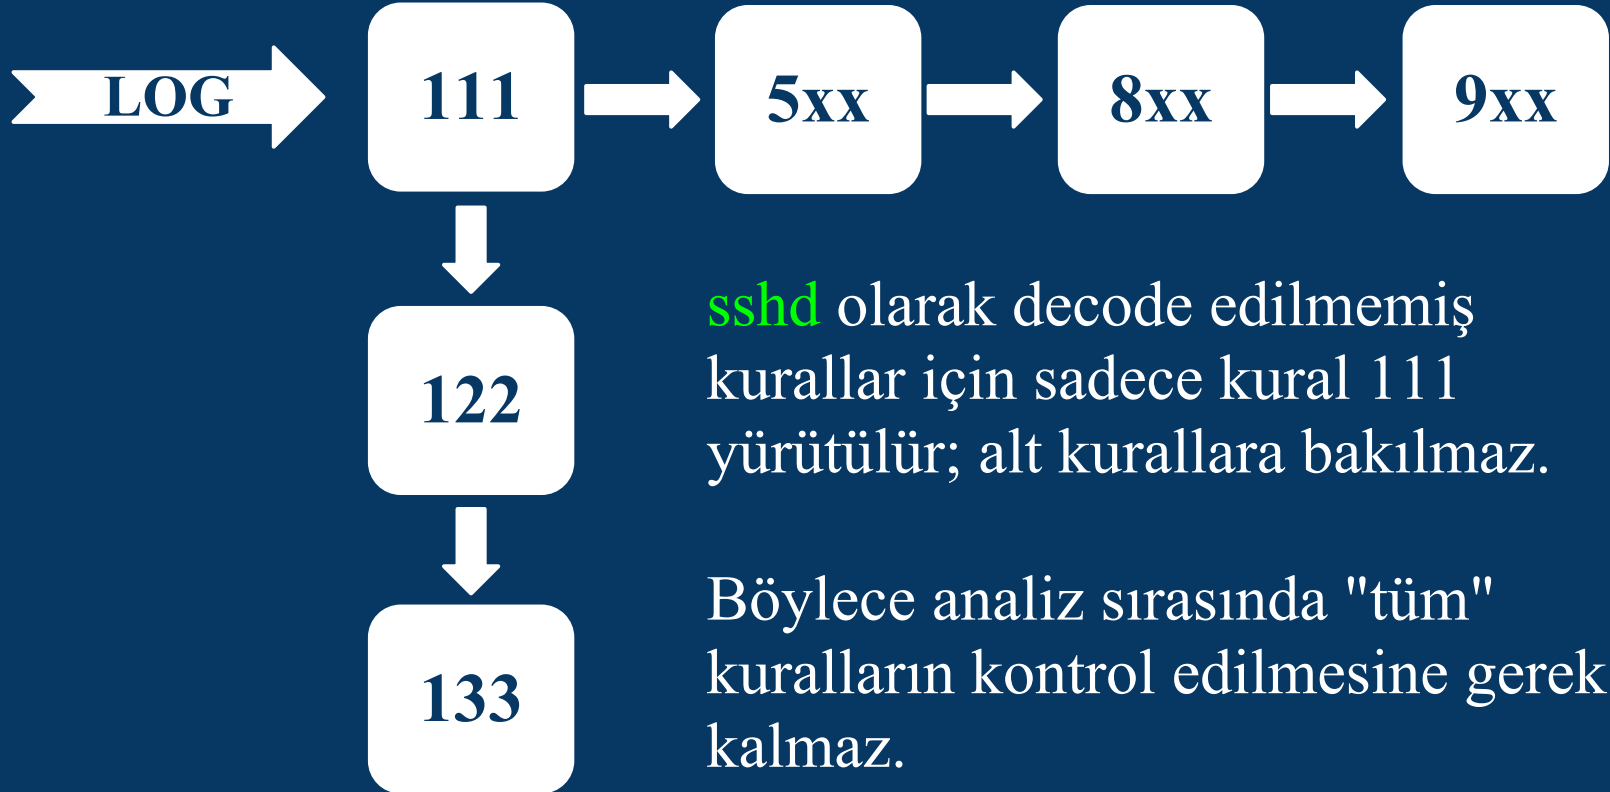 LOG
111
5xx
8xx
9xx
122
133
sshd olarak decode edilmemiş
kurallar için sadece kural 111
yürütülür; alt kurallara bakılmaz.
Böylece analiz sırasında "tüm"
kuralların kontrol edilmesine gerek
kalmaz.